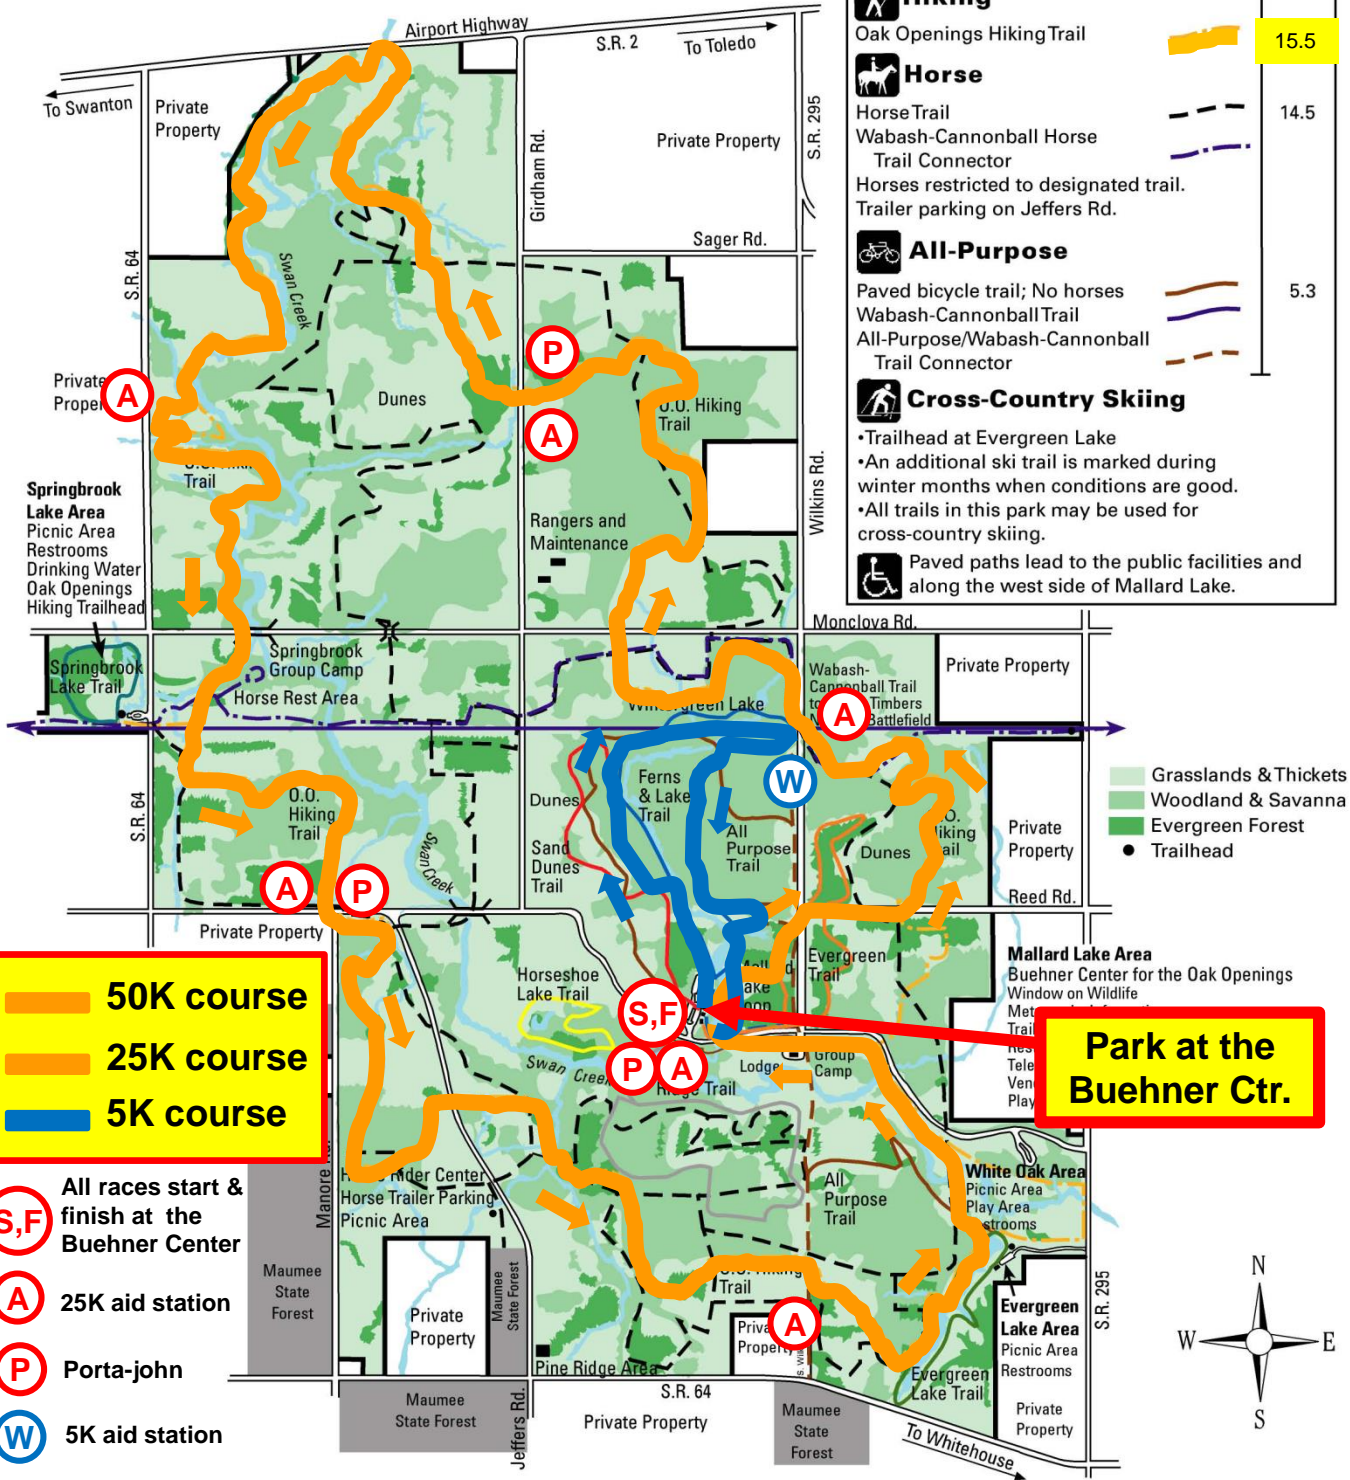 Airport Highway
S.R. 2
To Toledo
To Swanton
Private
Property
Girdham Rd.
Private Property
S.R. 295
Hiking
Oak Openings Hiking Trail
15.5
Horse
Horse Trail
14.5
Wabash-Cannonball Horse
Trail Connector
Horses restricted to designated trail.
Trailer parking on Jeffers Rd.
All-Purpose
Paved bicycle trail; No horses
5.3
Wabash-Cannonball Trail
All-Purpose/Wabash-Cannonball
Trail Connector
Cross-Country Skiing
•Trailhead at Evergreen Lake
•An additional ski trail is marked during
winter months when conditions are good.
•All trails in this park may be used for
cross-country skiing.
Paved paths lead to the public facilities and
along the west side of Mallard Lake.
Sager Rd.
S.R. 64
Swan Creek
P
Private
A
Dunes
A
O.O. Hiking
Trail
Trail
Wilkins Rd.
Springbrook
Lake Area
Picnic Area
Restrooms
Drinking Water
Oak Openings
Hiking Trailhead
Rangers and
Maintenance
Monclova Rd.
Springbrook
Lake Trail
Springbrook
Group Camp
Horse Rest Area
Wabash-
Cannonball Trail
Timbers
Battlefield
A
Private Property
Lake
S.R. 64
O.O.
Hiking
Trail
Swan Creek
Dunes
Sand
Dunes
Trail
Ferns
& Lake
Trail
W
All
Purpose
Trail
Dunes
Private
Property
Reed Rd.
Grasslands & Thickets
Woodland & Savanna
Evergreen Forest
Trailhead
A
P
Private Property
Horseshoe
Lake Trail
Evergreen
Trail
Mallard Lake Area
Buehner Center for the Oak Openings
Window on Wildlife
50K course
25K course
5K course
S,F
P
A
Swan Creek
Trail
Lodge
Group
Camp
Park at the
Buehner Ctr.
S,F
All races start &
finish at the
Buehner Center
A
25K aid station
P
Porta-john
W
5K aid station
Manore Rd.
Rider Center
Horse Trailer Parking
Picnic Area
All
Purpose
Trail
White Oak Area
Picnic Area
Play Area
Maumee
State
Forest
Private
Property
Maumee
State Forest
Trail
A
Evergreen
Lake Area
Picnic Area
Restrooms
S.R. 295
N
W
E
S
Pine Ridge Area
S.R. 64
Evergreen
Lake Trail
Maumee
State Forest
Jeffers Rd.
Private Property
Maumee
State
Forest
Private
Property
To Whitehouse